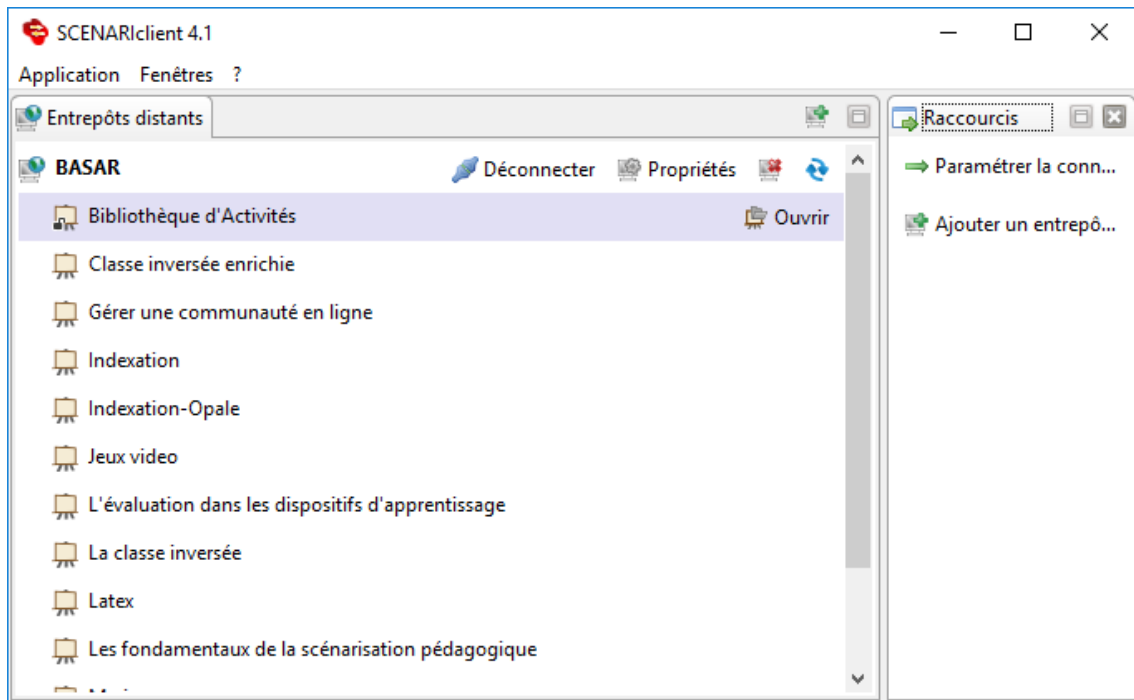 SCENARIclient 4.1
Application Fenêtres ?
Entrepôts distants
Raccourcis
BASAR Déconnecter Propriétés
Paramétrer la conn...
Bibliothèque d'Activités Ouvrir
Ajouter un entrepô...
Classe inversée enrichie
Gérer une communauté en ligne
Indexation
Indexation-Opale
Jeux video
L'évaluation dans les dispositifs d'apprentissage
La classe inversée
Latex
Les fondamentaux de la scénarisation pédagogique